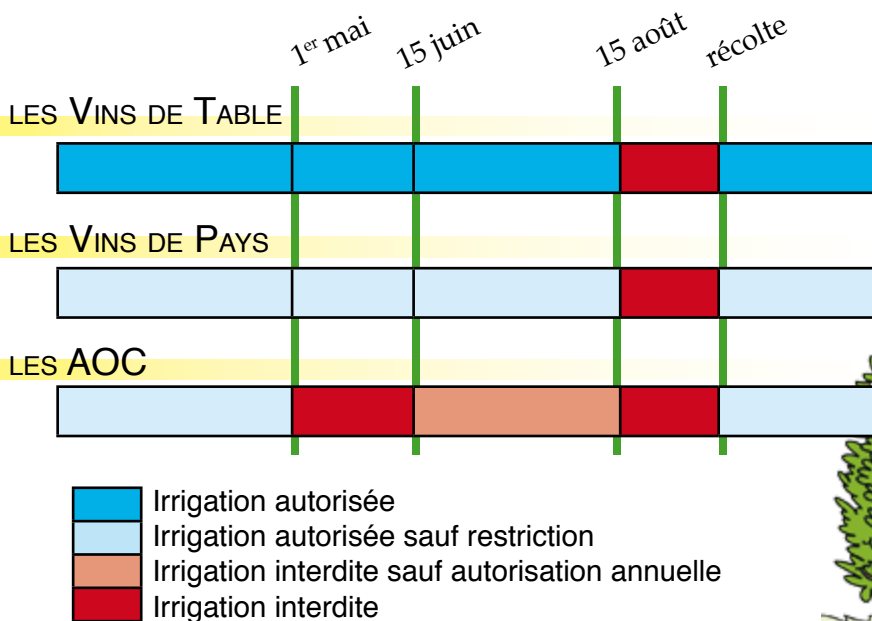 1er mai 15 juin 15 août récolte
LES VINS DE TABLE
LES VINS DE PAYS
LES AOC
Irrigation autorisée
Irrigation autorisée sauf restriction
Irrigation interdite sauf autorisation annuelle
Irrigation interdite